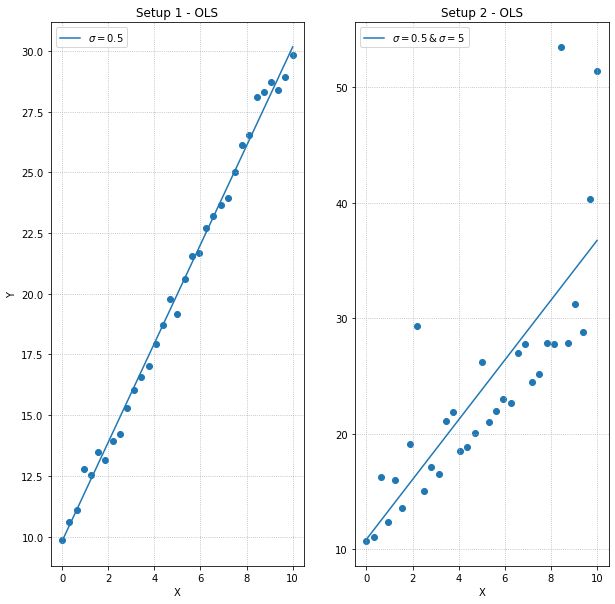 Setup 1 - OLS
σ = 0.5
30.0
27.5
25.0
22.5
20.0
17.5
15.0
12.5
10.0
Y
0 2 4 6 8 10
X
Setup 2 - OLS
σ = 0.5 & σ = 5
50
40
30
20
10
0 2 4 6 8 10
X